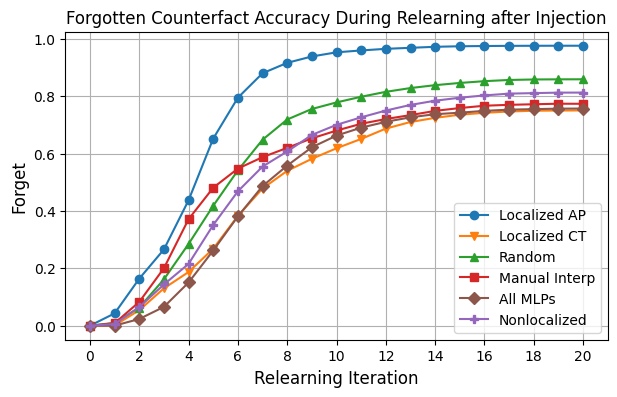 Forgotten Counterfact Accuracy During Relearning after Injection
Forget
1.0
0.8
0.6
0.4
0.2
0.0
Localized AP
Localized CT
Random
Manual Interp
All MLPs
Nonlocalized
0 2 4 6 8 10 12 14 16 18 20
Relearning Iteration